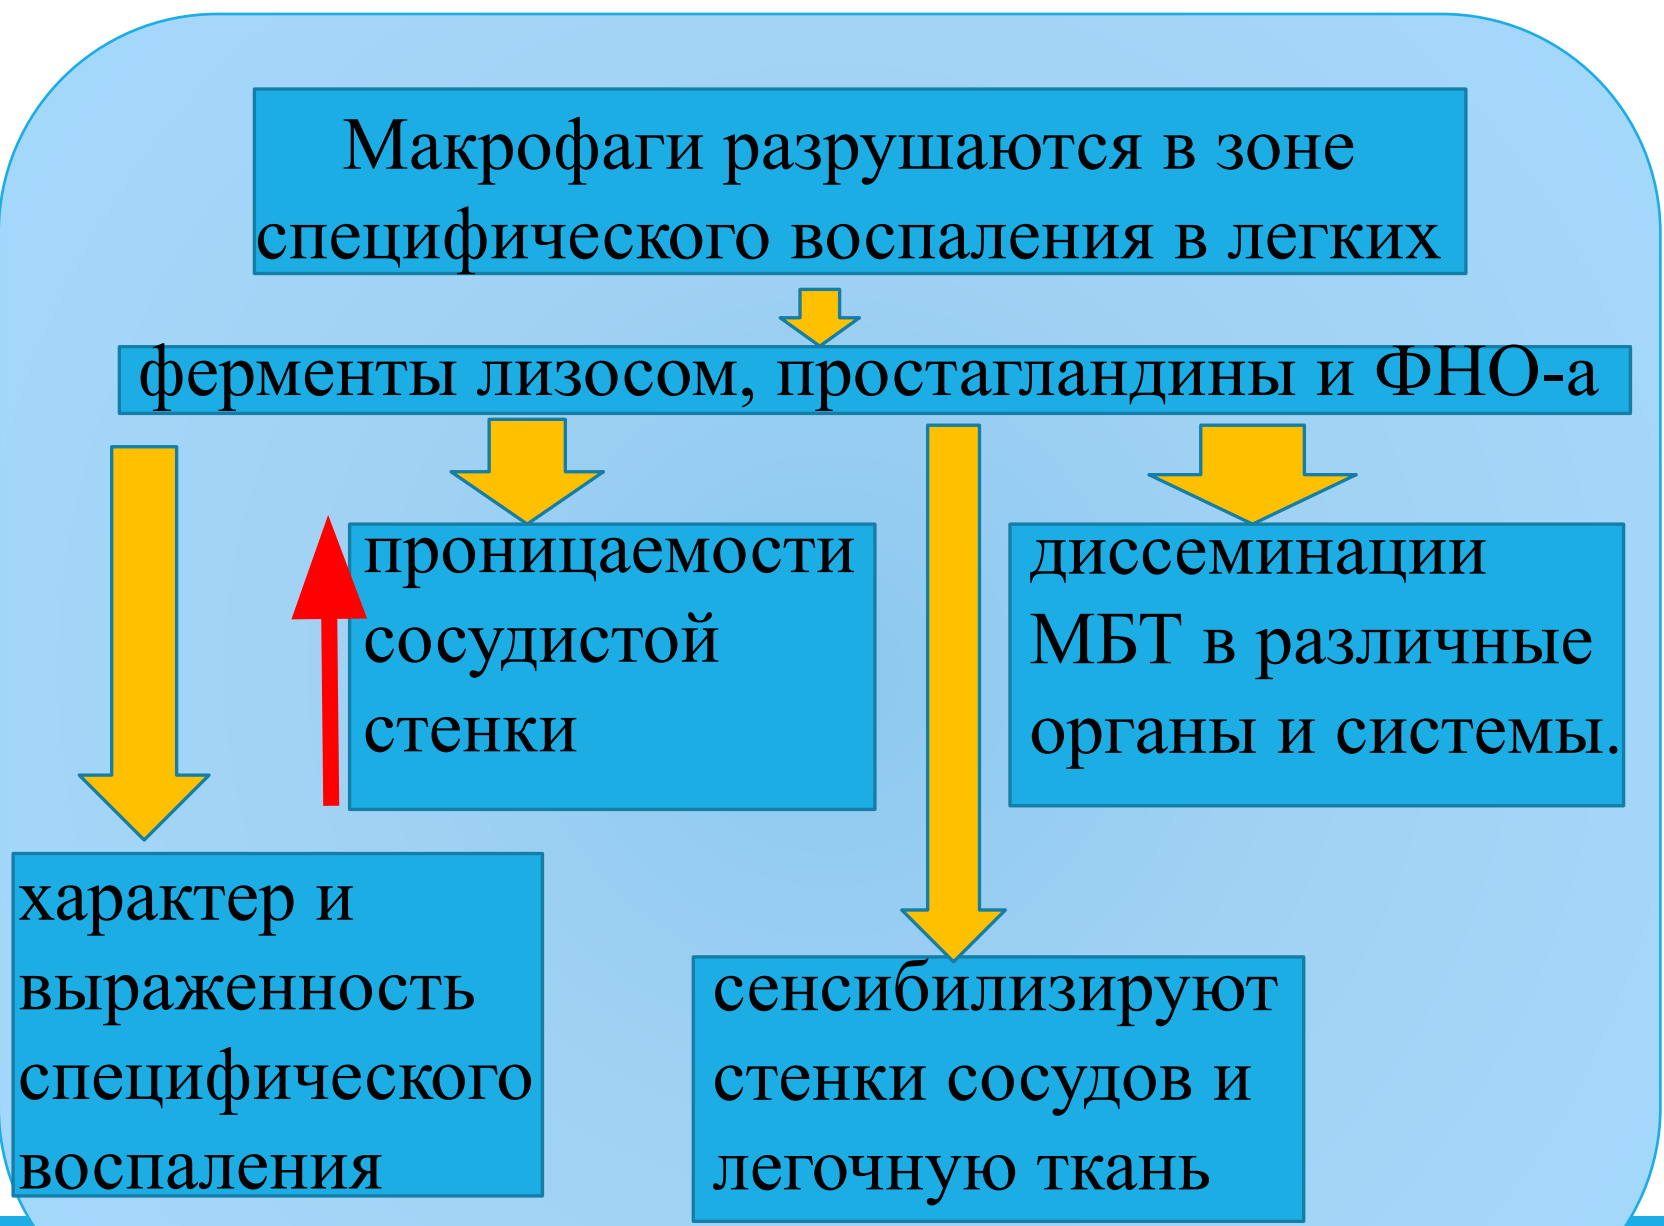 Макрофаги разрушаются в зоне
специфического воспаления в легких
ферменты лизосом, простагландины и ФНО-а
проницаемости
сосудистой
стенки
диссеминации
МБТ в различные
органы и системы.
характер и
выраженность
специфического
воспаления
сенсибилизируют
стенки сосудов и
легочную ткань